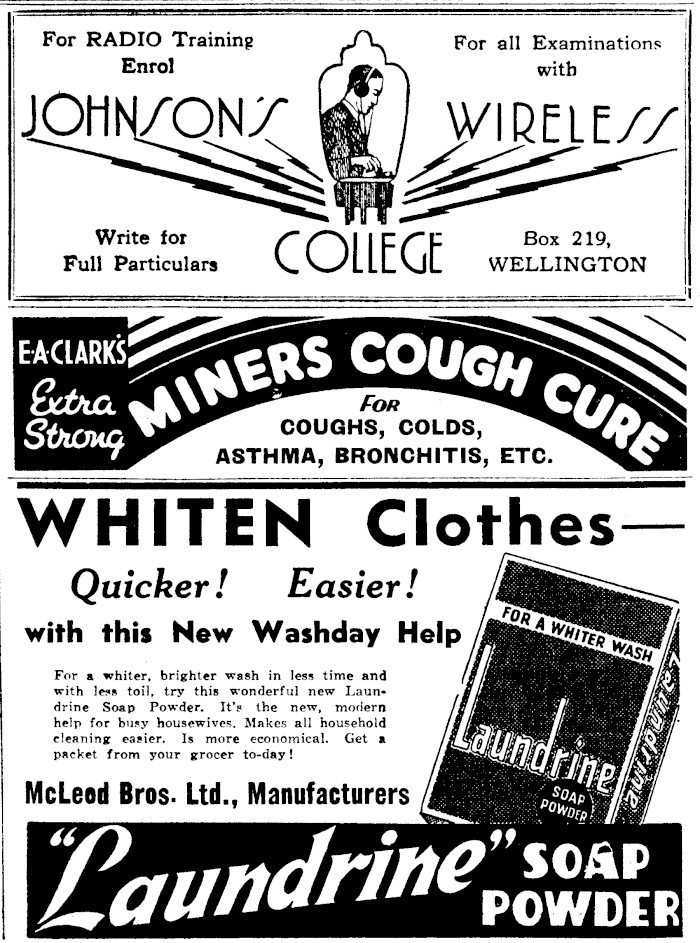 For RADIO Training
Enrol
For all Examinations
with
JOHNSON'S WIRELESS
COLLEGE
Write for
Full Particulars
Box 219,
WELLINGTON
E·A·CLARK'S
Extra
Strong
MINERS COUGH CURE
FOR
COUGHS, COLDS,
ASTHMA, BRONCHITIS, ETC.
WHITEN Clothes—
Quicker! Easier!
with this New Washday Help
For a whiter, brighter wash in less time and
with less toil, try this wonderful new Laun-
drine Soap Powder. It's the new, modern
help for busy housewives. Makes all household
cleaning easier. Is more economical. Get a
packet from your grocer to-day!
McLeod Bros. Ltd., Manufacturers
FOR A WHITER WASH
Laundrine
SOAP
POWDER
Laundrine
"Laundrine" SOAP
POWDER